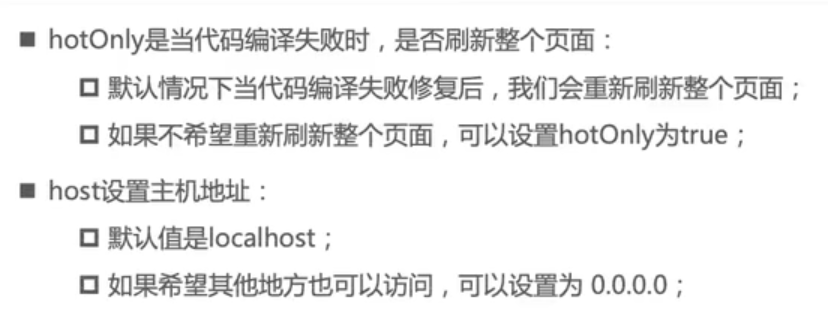 ■ hotOnly是当代码编译失败时，是否刷新整个页面：
□ 默认情况下当代码编译失败修复后，我们会重新刷新整个页面；
□ 如果不希望重新刷新整个页面，可以设置hotOnly为true；
■ host设置主机地址：
□ 默认值是localhost；
□ 如果希望其他地方也可以访问，可以设置为 0.0.0.0；